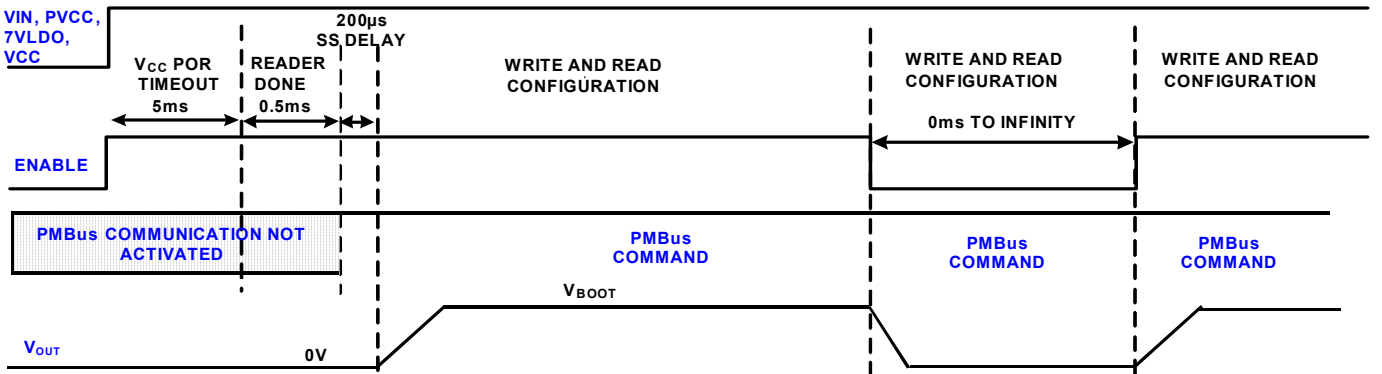 VIN, PVCC,
7VLDO,
VCC
200µs
SS DELAY
VCC POR
TIMEOUT
5ms
READER
DONE
0.5ms
WRITE AND READ
CONFIGURATION
WRITE AND READ
CONFIGURATION
WRITE AND READ
CONFIGURATION
0ms TO INFINITY
ENABLE
PMBus COMMUNICATION NOT
ACTIVATED
PMBus
COMMAND
PMBus
COMMAND
PMBus
COMMAND
VBOOT
VOUT
0V